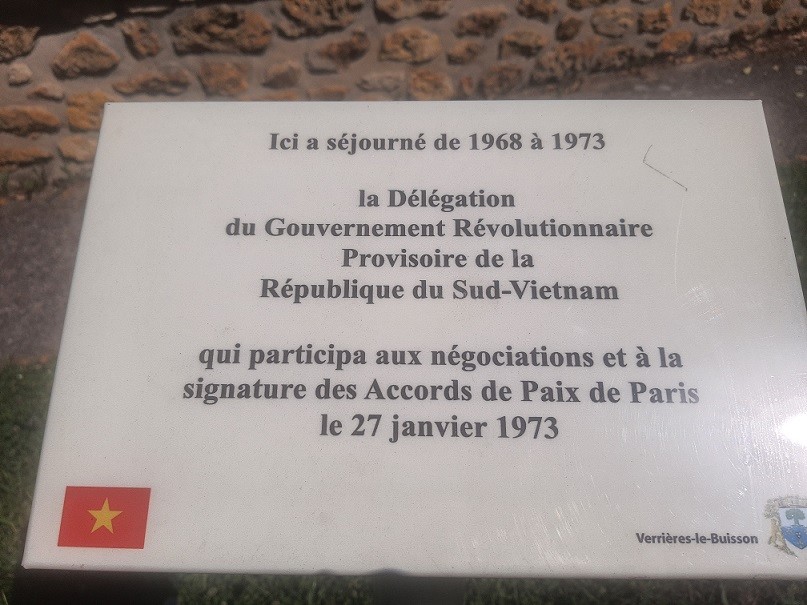 Ici a séjourné de 1968 à 1973
la Délégation
du Gouvernement Révolutionnaire
Provisoire de la
République du Sud-Vietnam
qui participa aux négociations et à la
signature des Accords de Paix de Paris
le 27 janvier 1973
Verrières-le-Buisson